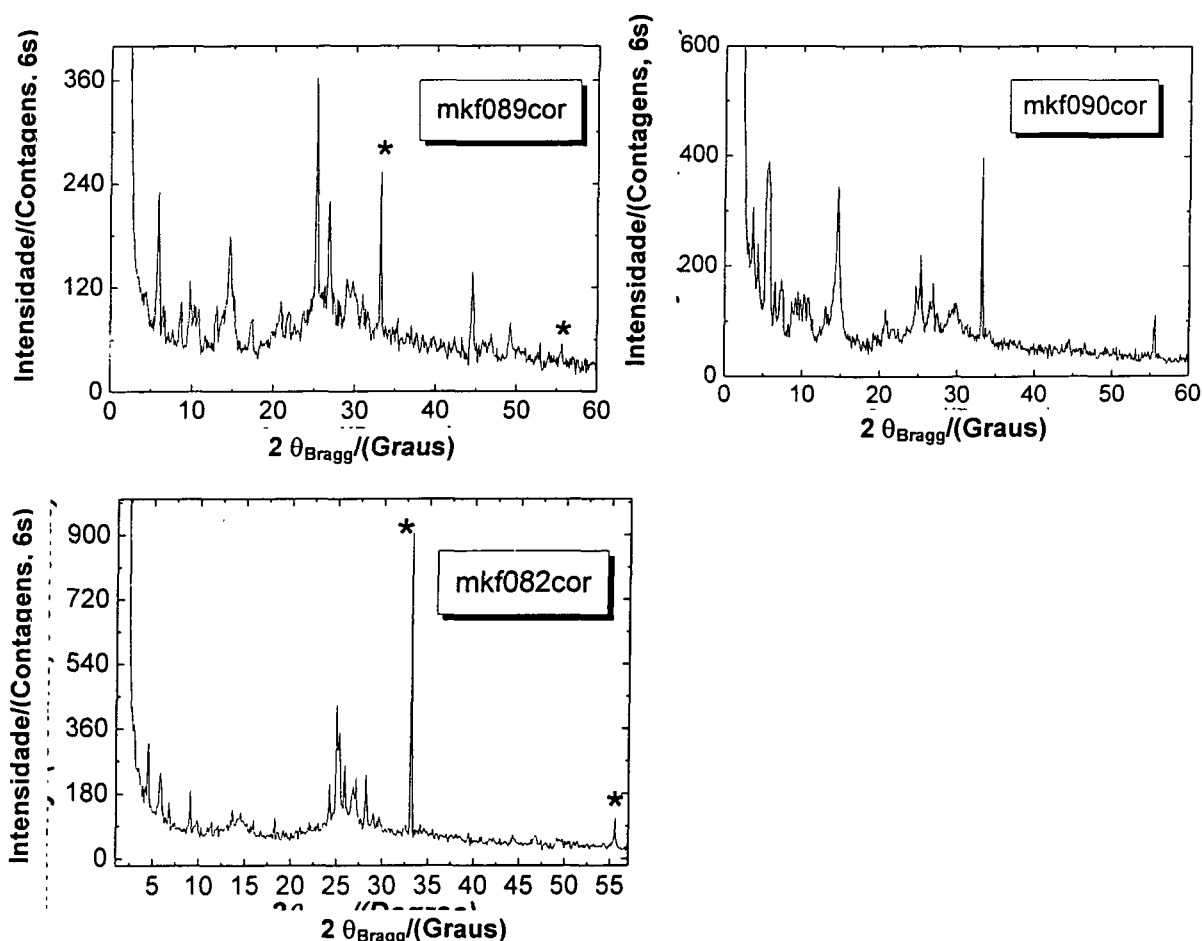 Intensidade/(Contagens. 6s)
360
240
120
0
mkf089cor
*
*
0 10 20 30 40 50 60
2 θBragg/(Graus)
Intensidade/(Contagens, 6s)
600
400
200
0
mkf090cor
0 10 20 30 40 50 60
2 θBragg/(Graus)
Intensidade/(Contagens. 6s)
900
720
540
360
180
0
*
mkf082cor
*
5 10 15 20 25 30 35 40 45 50 55
2 θBragg/(Graus)